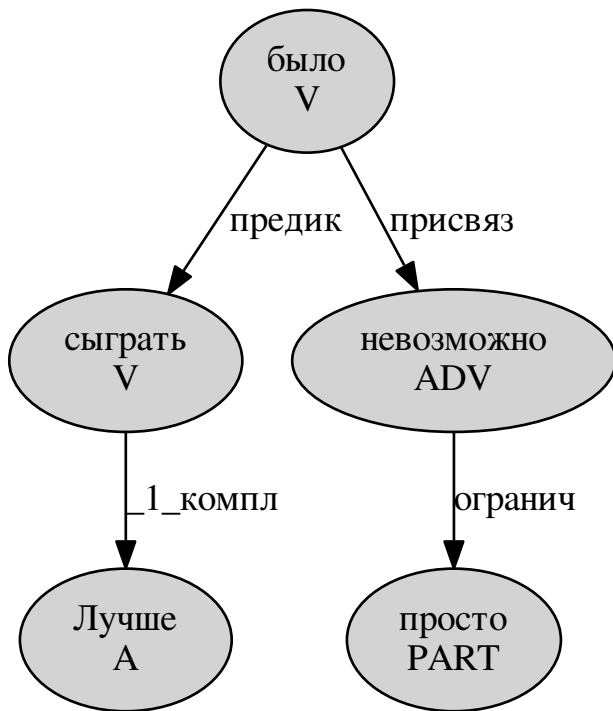 было
V
предик
присвяз
сыграть
V
невозможно
ADV
_1_компл
огранич
Лучше
A
просто
PART